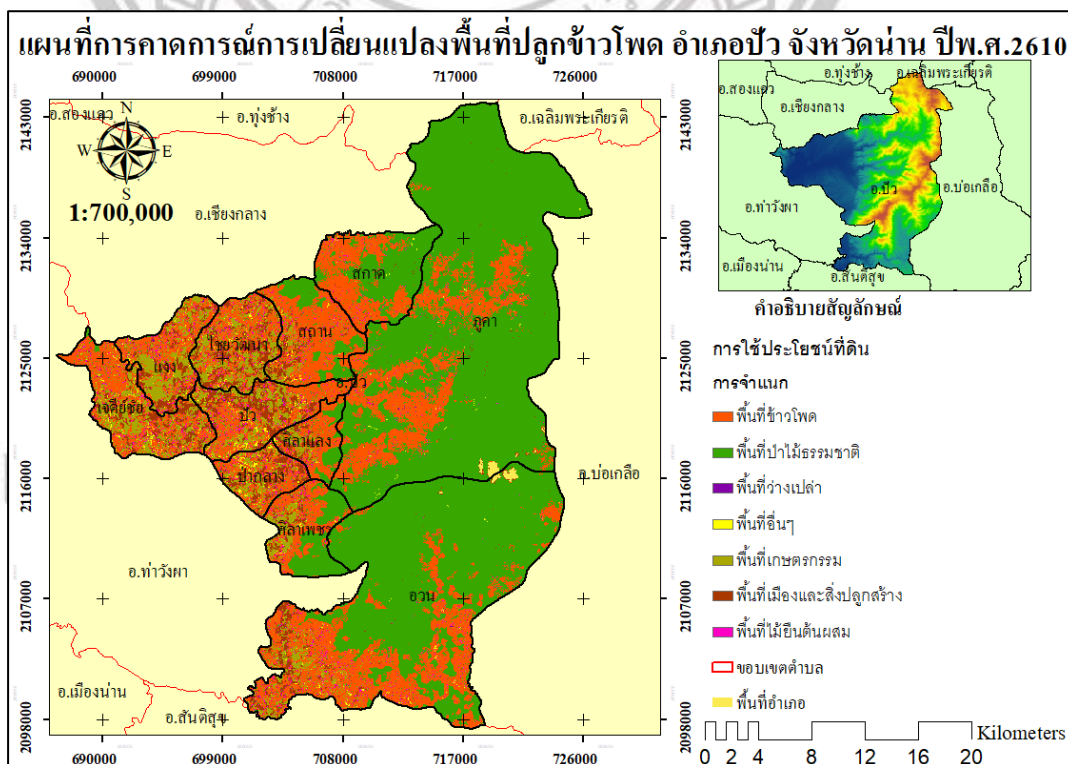 แผนที่การคาดการณ์การเปลี่ยนแปลงพื้นที่ปลูกข้าวโพด อำเภอปัว จังหวัดน่าน ปีพ.ศ.2610
690000 699000 708000 717000 726000
2143000
2134000
2125000
2116000
2107000
2098000
อ.สองแคว
อ.ทุ่งช้าง
อ.เฉลิมพระเกียรติ
N
W E
S
1:700,000
อ.เชียงกลาง
สกาด
ภูคา
สถาน
ไชยวัฒนา
แงง
อ.ปัว
เจดีย์ชัย
ปัว
ศิลาแลง
ป่ากลาง
อ.บ่อเกลือ
ศิลาเพชร
อ.ท่าวังผา
อวน
อ.เมืองน่าน
อ.สันติสุข
690000 699000 708000 717000 726000
2143000
2134000
2125000
2116000
2107000
2098000
อ.ทุ่งช้าง
อ.เฉลิมพระเกียรติ
อ.สองแคว
อ.เชียงกลาง
อ.ปัว
อ.บ่อเกลือ
อ.ท่าวังผา
อ.เมืองน่าน
อ.สันติสุข
คำอธิบายสัญลักษณ์
การใช้ประโยชน์ที่ดิน
การจำแนก
พื้นที่ข้าวโพด
พื้นที่ป่าไม้ธรรมชาติ
พื้นที่ว่างเปล่า
พื้นที่อื่นๆ
พื้นที่เกษตรกรรม
พื้นที่เมืองและสิ่งปลูกสร้าง
พื้นที่ไม้ยืนต้นผสม
ขอบเขตตำบล
พื้นที่อำเภอ
Kilometers
0 2 4 8 12 16 20